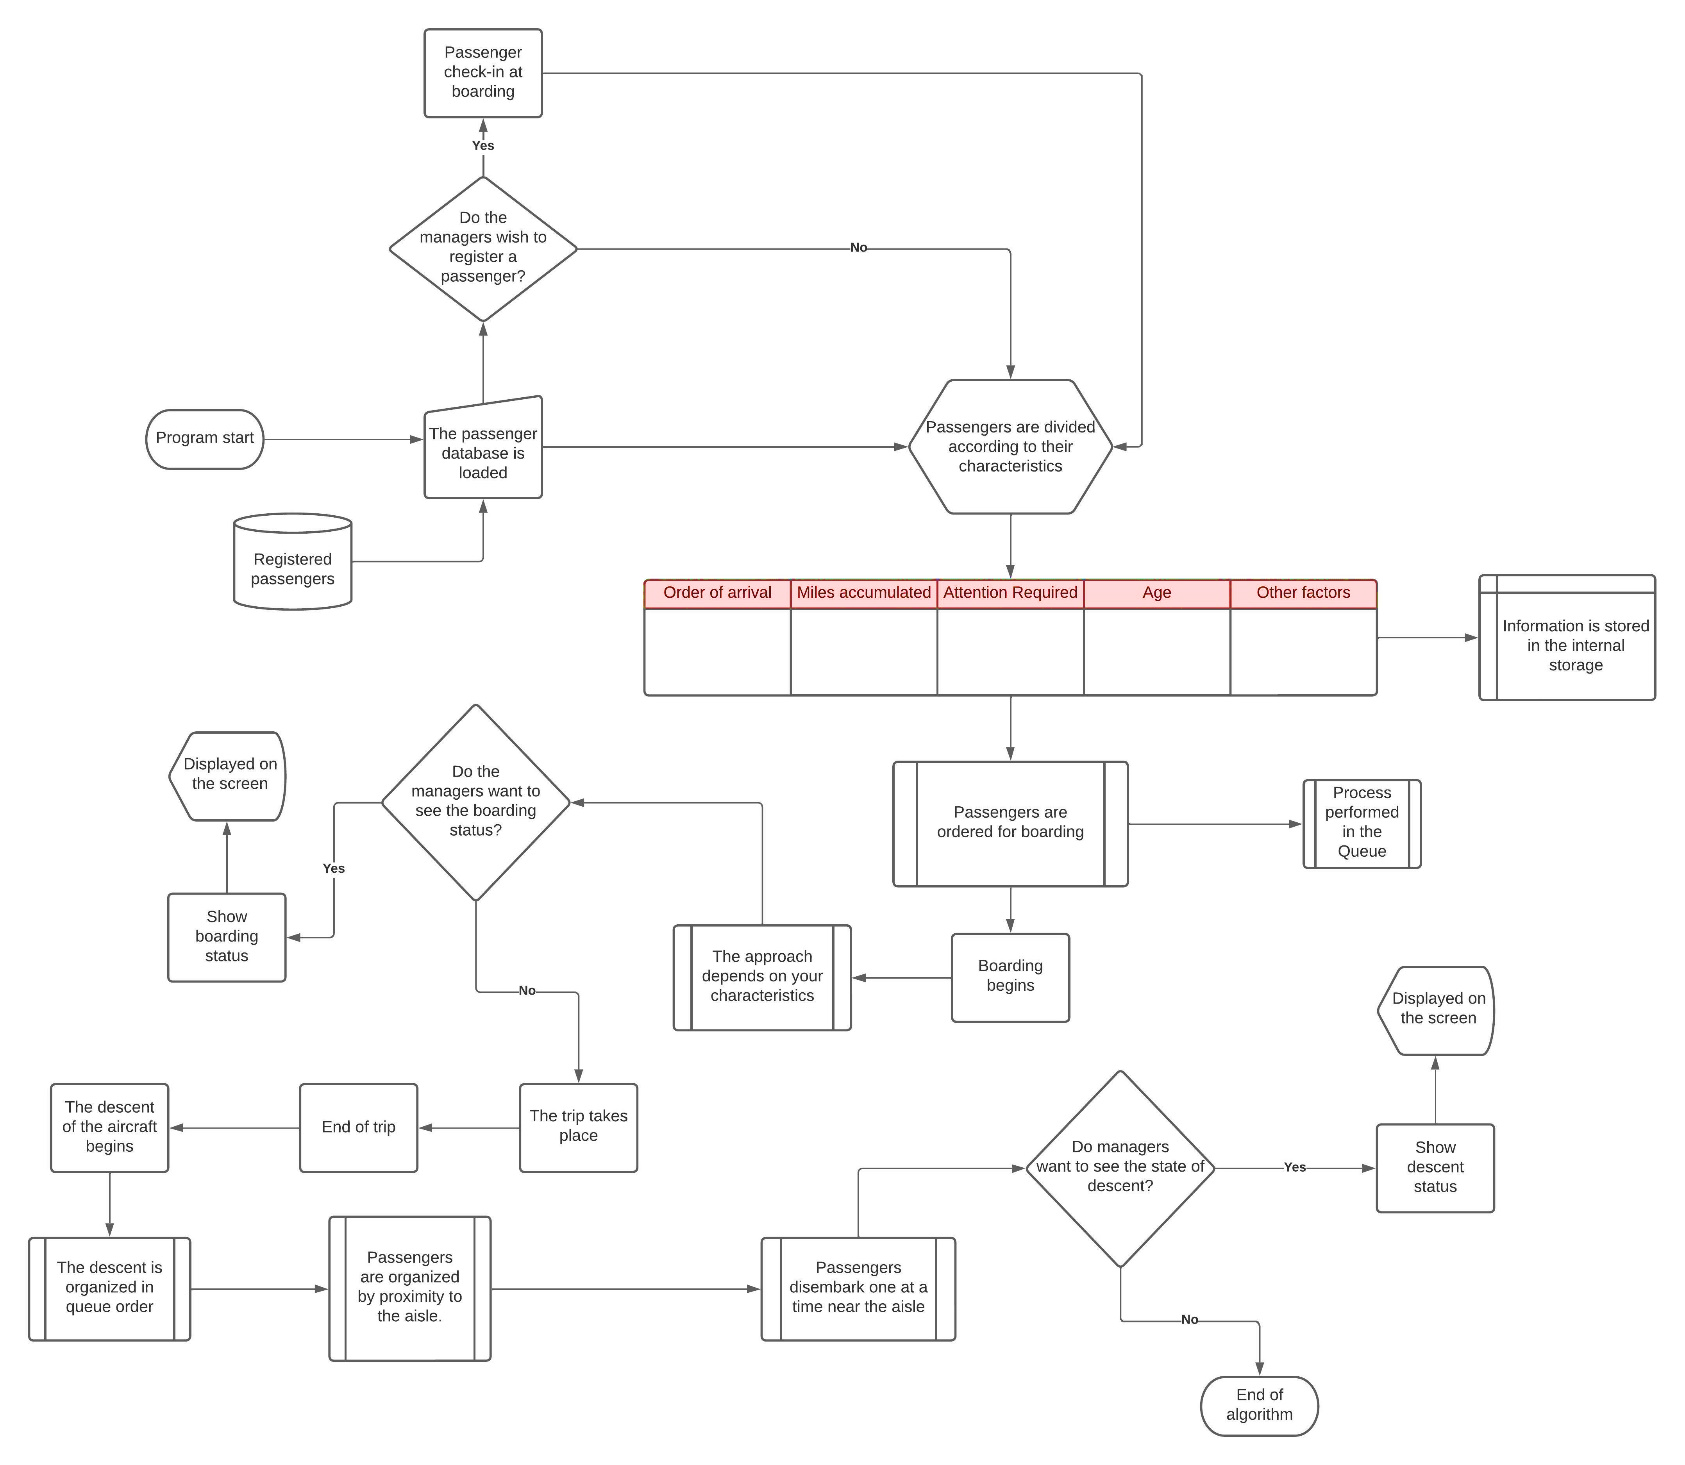 Passenger
check-in at
boarding
Yes
Do the
managers wish to
register a
passenger?
No
Program start
The passenger
database is
loaded
Passengers are divided
according to their
characteristics
Registered
passengers
Order of arrival
Miles accumulated
Attention Required
Age
Other factors
Information is stored
in the internal
storage
Passengers are
ordered for boarding
Process
performed
in the
Queue
Boarding
begins
The approach
depends on your
characteristics
Do the
managers want to
see the boarding
status?
Yes
Show
boarding
status
Displayed on
the screen
No
The trip takes
place
End of trip
The descent
of the aircraft
begins
The descent is
organized in
queue order
Passengers
are organized
by proximity to
the aisle.
Passengers
disembark one at a
time near the aisle
Do managers
want to see the state of
descent?
Yes
Show
descent
status
Displayed on
the screen
No
End of
algorithm